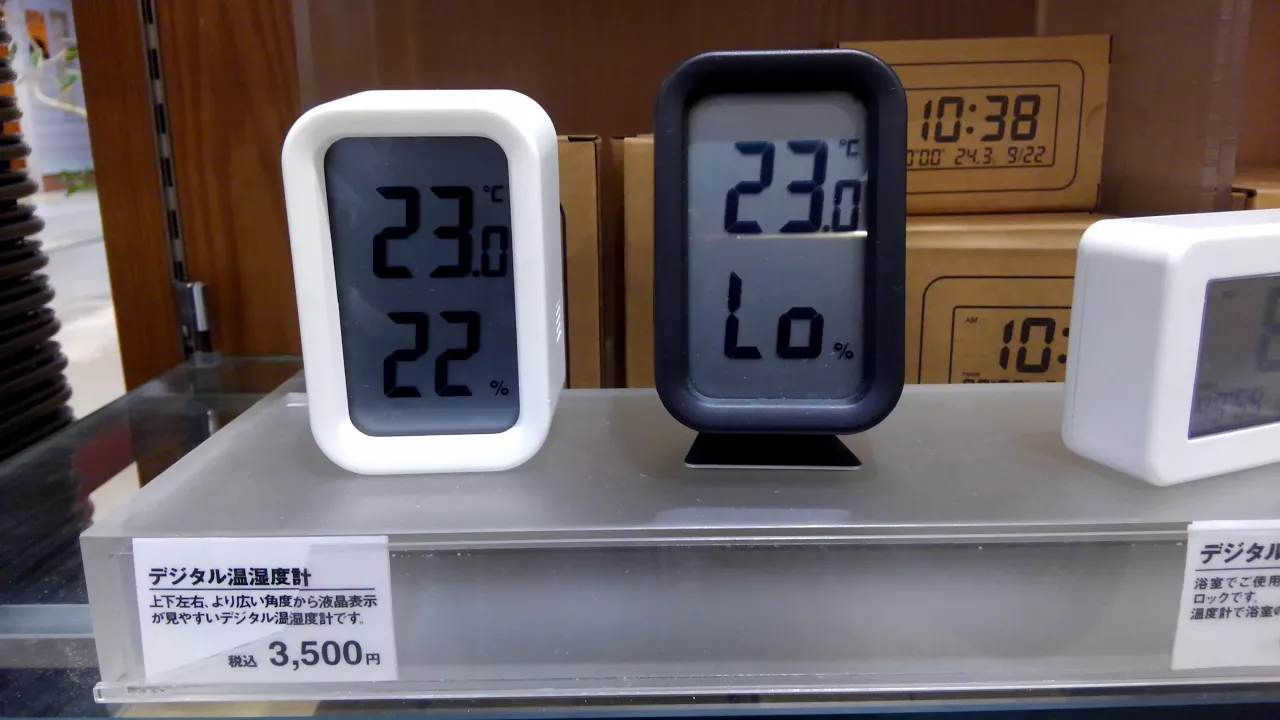 23.0 ℃
22 %
23.0 ℃
Lo %
10:38
24.3 9/22
AM
10:
デジタル温湿度計
上下左右、より広い角度から液晶表示
が見やすいデジタル温湿度計です。
税込 3,500円
デジタル
浴室でご使用
ロックです。
温度計で浴室の